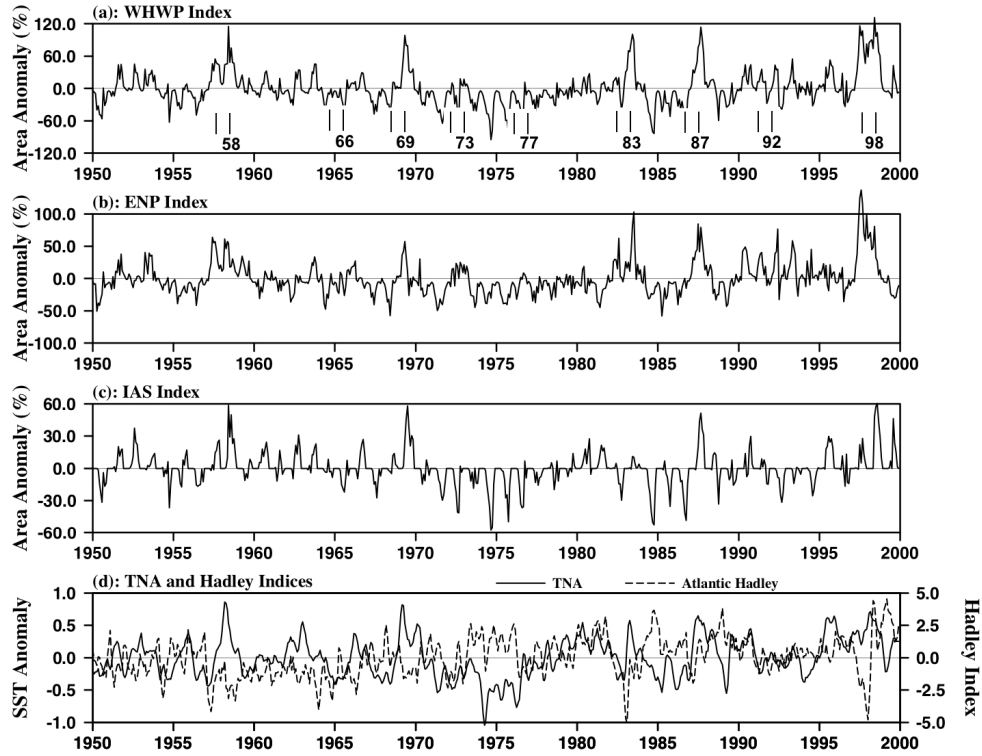 (a): WHWP Index
Area Anomaly (%)
120.0
60.0
0.0
-60.0
-120.0
58 66 69 73 77 83 87 92 98
1950 1955 1960 1965 1970 1975 1980 1985 1990 1995 2000
(b): ENP Index
Area Anomaly (%)
100.0
50.0
0.0
-50.0
-100.0
1950 1955 1960 1965 1970 1975 1980 1985 1990 1995 2000
(c): IAS Index
Area Anomaly (%)
60.0
30.0
0.0
-30.0
-60.0
1950 1955 1960 1965 1970 1975 1980 1985 1990 1995 2000
(d): TNA and Hadley Indices
TNA
Atlantic Hadley
SST Anomaly
1.0
0.5
0.0
-0.5
-1.0
5.0
2.5
0.0
-2.5
-5.0
Hadley Index
1950 1955 1960 1965 1970 1975 1980 1985 1990 1995 2000